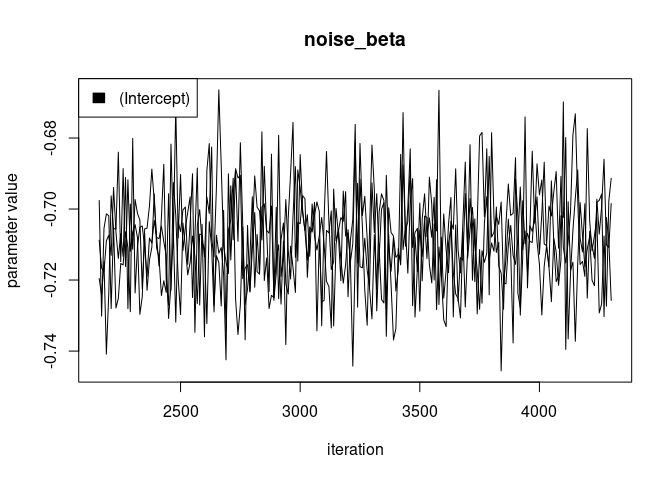 noise_beta
(Intercept)
parameter value
-0.68
-0.70
-0.72
-0.74
2500 3000 3500 4000
iteration